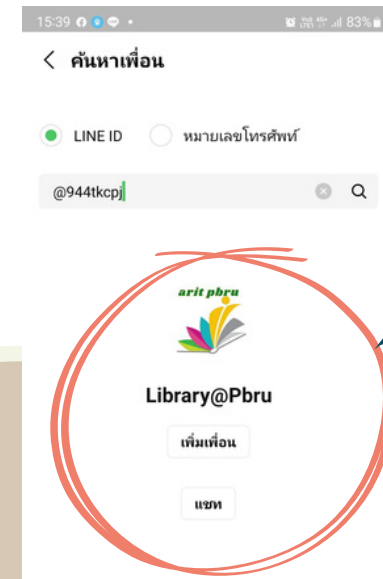 15:39
83%
ค้นหาเพื่อน
LINE ID
หมายเลขโทรศัพท์
@944tkcpj
arit pbru
Library@Pbru
เพิ่มเพื่อน
แชท